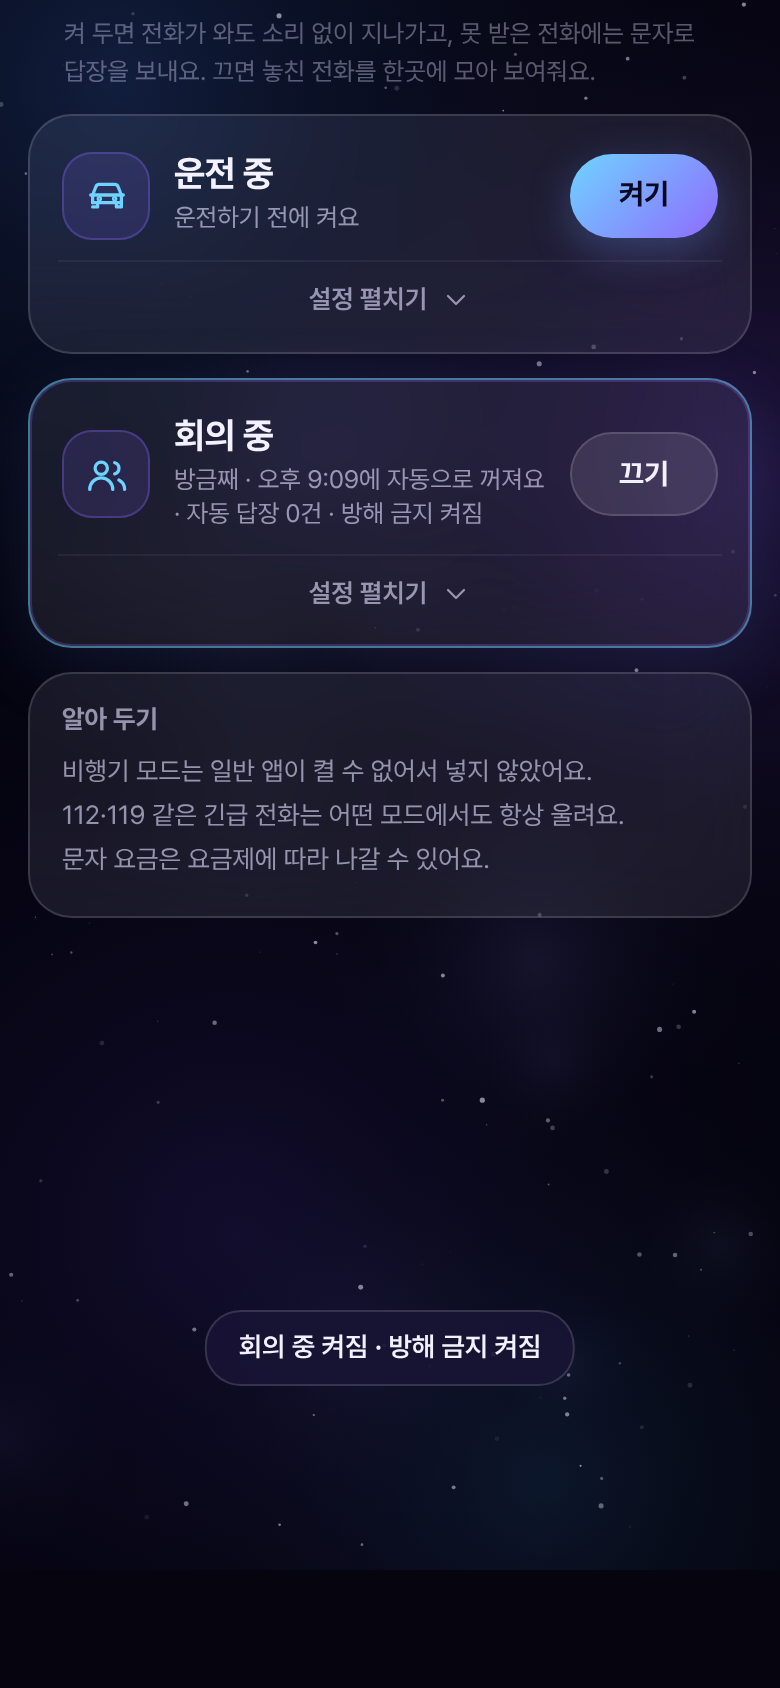 켜 두면 전화가 와도 소리 없이 지나가고, 못 받은 전화에는 문자로
답장을 보내요. 끄면 놓친 전화를 한곳에 모아 보여줘요.
운전 중
운전하기 전에 켜요
켜기
설정 펼치기
회의 중
방금째 · 오후 9:09에 자동으로 꺼져요
· 자동 답장 0건 · 방해 금지 켜짐
끄기
설정 펼치기
알아 두기
비행기 모드는 일반 앱이 켤 수 없어서 넣지 않았어요.
112·119 같은 긴급 전화는 어떤 모드에서도 항상 울려요.
문자 요금은 요금제에 따라 나갈 수 있어요.
회의 중 켜짐 · 방해 금지 켜짐